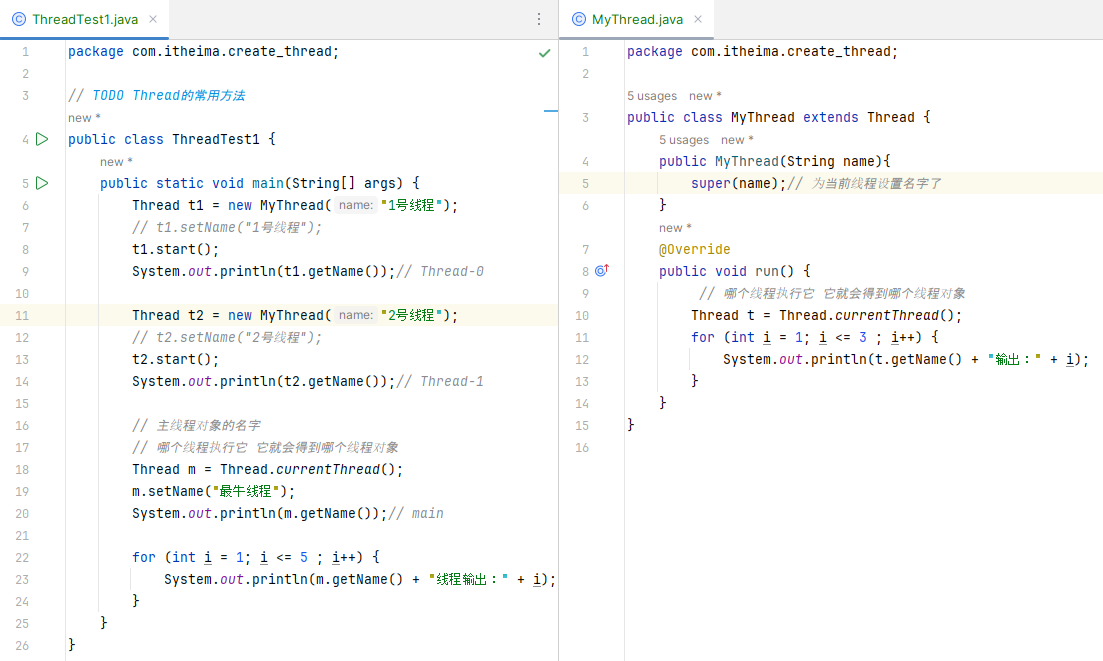 ThreadTest1.java
1 package com.itheima.create_thread;
2
3 // TODO Thread的常用方法
new *
4 public class ThreadTest1 {
new *
5 public static void main(String[] args) {
6 Thread t1 = new MyThread( name: "1号线程");
7 // t1.setName("1号线程");
8 t1.start();
9 System.out.println(t1.getName());// Thread-0
10
11 Thread t2 = new MyThread( name: "2号线程");
12 // t2.setName("2号线程");
13 t2.start();
14 System.out.println(t2.getName());// Thread-1
15
16 // 主线程对象的名字
17 // 哪个线程执行它 它就会得到哪个线程对象
18 Thread m = Thread.currentThread();
19 m.setName("最牛线程");
20 System.out.println(m.getName());// main
21
22 for (int i = 1; i <= 5 ; i++) {
23 System.out.println(m.getName() + "线程输出：" + i);
24 }
25 }
26 }
MyThread.java
1 package com.itheima.create_thread;
2
5 usages new *
3 public class MyThread extends Thread {
5 usages new *
4 public MyThread(String name){
5 super(name);// 为当前线程设置名字了
6 }
new *
7 @Override
8 public void run() {
9 // 哪个线程执行它 它就会得到哪个线程对象
10 Thread t = Thread.currentThread();
11 for (int i = 1; i <= 3 ; i++) {
12 System.out.println(t.getName() + "输出：" + i);
13 }
14 }
15 }
16